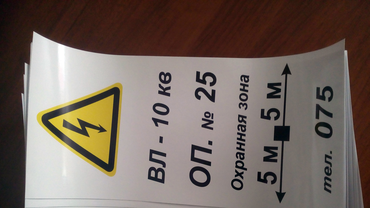 ВЛ - 10 кв
ОП. № 25
Охранная зона
5 м 5 м
тел. 075